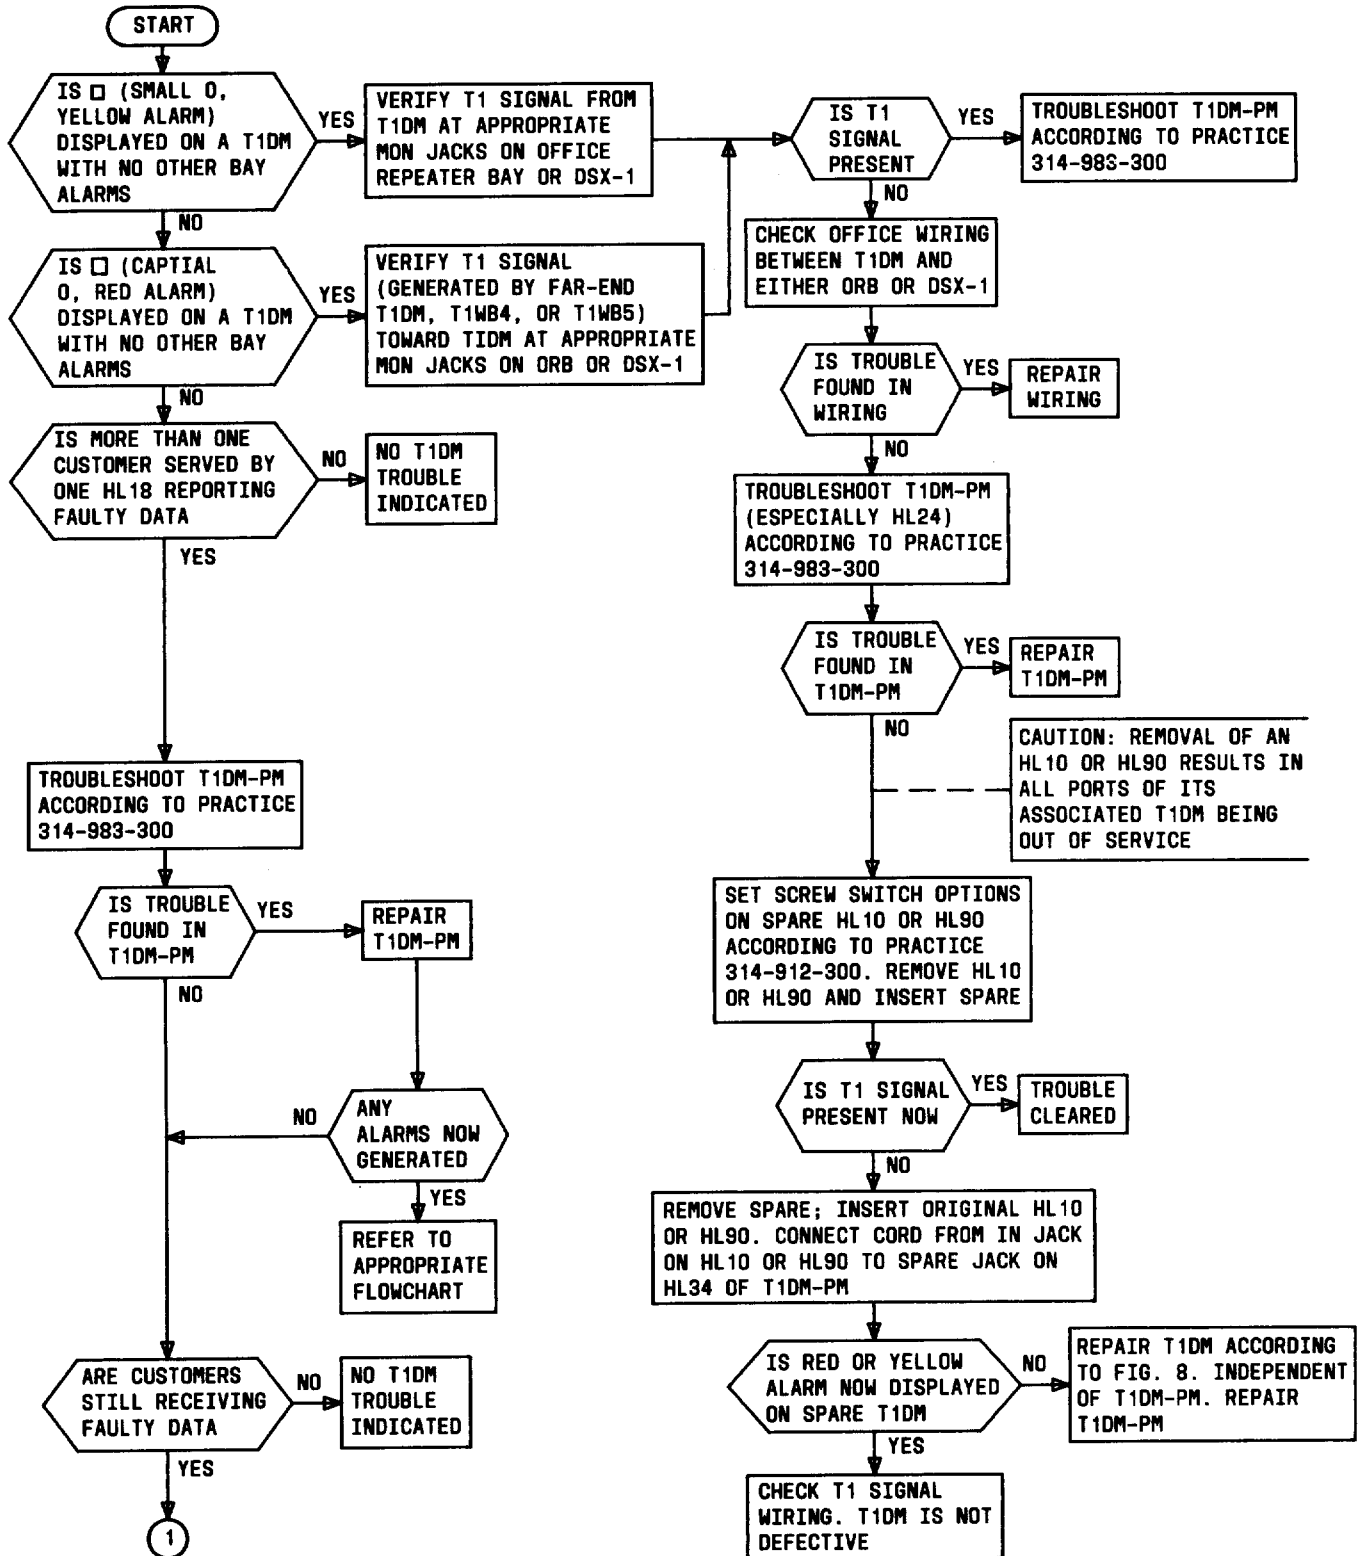 START
IS □ (SMALL O,
YELLOW ALARM)
DISPLAYED ON A T1DM
WITH NO OTHER BAY
ALARMS
YES
NO
VERIFY T1 SIGNAL FROM
T1DM AT APPROPRIATE
MON JACKS ON OFFICE
REPEATER BAY OR DSX-1
IS T1
SIGNAL
PRESENT
YES
NO
TROUBLESHOOT T1DM-PM
ACCORDING TO PRACTICE
314-983-300
IS □ (CAPTIAL
O, RED ALARM)
DISPLAYED ON A T1DM
WITH NO OTHER BAY
ALARMS
YES
NO
VERIFY T1 SIGNAL
(GENERATED BY FAR-END
T1DM, T1WB4, OR T1WB5)
TOWARD TIDM AT APPROPRIATE
MON JACKS ON ORB OR DSX-1
CHECK OFFICE WIRING
BETWEEN T1DM AND
EITHER ORB OR DSX-1
IS TROUBLE
FOUND IN
WIRING
YES
NO
REPAIR
WIRING
IS MORE THAN ONE
CUSTOMER SERVED BY
ONE HL18 REPORTING
FAULTY DATA
NO
YES
NO T1DM
TROUBLE
INDICATED
TROUBLESHOOT T1DM-PM
(ESPECIALLY HL24)
ACCORDING TO PRACTICE
314-983-300
IS TROUBLE
FOUND IN
T1DM-PM
YES
NO
REPAIR
T1DM-PM
CAUTION: REMOVAL OF AN
HL10 OR HL90 RESULTS IN
ALL PORTS OF ITS
ASSOCIATED T1DM BEING
OUT OF SERVICE
TROUBLESHOOT T1DM-PM
ACCORDING TO PRACTICE
314-983-300
IS TROUBLE
FOUND IN
T1DM-PM
YES
NO
REPAIR
T1DM-PM
SET SCREW SWITCH OPTIONS
ON SPARE HL10 OR HL90
ACCORDING TO PRACTICE
314-912-300. REMOVE HL10
OR HL90 AND INSERT SPARE
ANY
ALARMS NOW
GENERATED
NO
YES
REFER TO
APPROPRIATE
FLOWCHART
IS T1 SIGNAL
PRESENT NOW
YES
NO
TROUBLE
CLEARED
REMOVE SPARE; INSERT ORIGINAL HL10
OR HL90. CONNECT CORD FROM IN JACK
ON HL10 OR HL90 TO SPARE JACK ON
HL34 OF T1DM-PM
ARE CUSTOMERS
STILL RECEIVING
FAULTY DATA
NO
YES
NO T1DM
TROUBLE
INDICATED
1
IS RED OR YELLOW
ALARM NOW DISPLAYED
ON SPARE T1DM
NO
YES
REPAIR T1DM ACCORDING
TO FIG. 8. INDEPENDENT
OF T1DM-PM. REPAIR
T1DM-PM
CHECK T1 SIGNAL
WIRING. T1DM IS NOT
DEFECTIVE